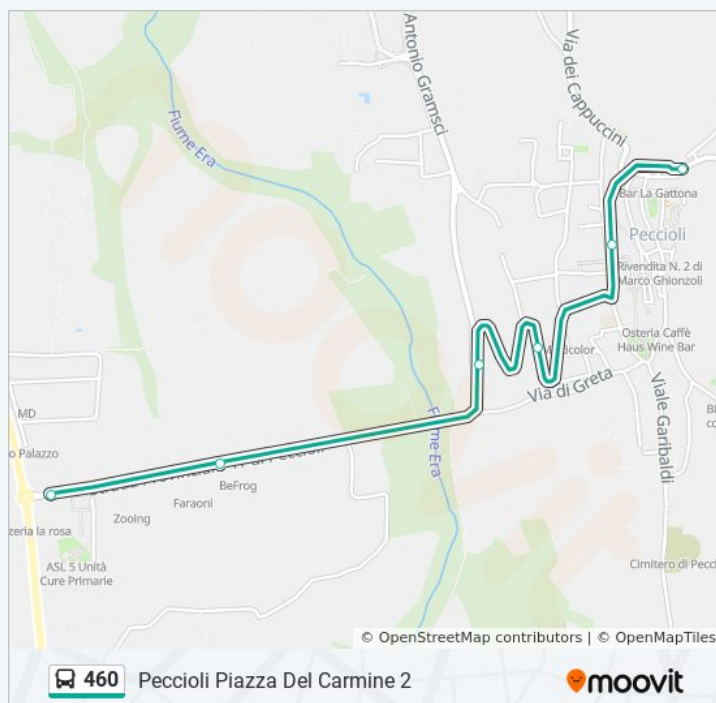 Antonio Gramsci
Via dei Cappuccini
Fiume Era
Bar La Gattona
Peccioli
Rivendita N. 2 di
Marco Ghionzoli
Osteria Caffè
Haus Wine Bar
Via di Greta
Fiume Era
Viale Garibaldi
MD
o Palazzo
BeFrog
Faraoni
Zooing
zeria la rosa
ASL 5 Unità
Cure Primarie
Cimitero di Pecci
© OpenStreetMap contributors | © OpenMapTiles
460 Peccioli Piazza Del Carmine 2
moovit